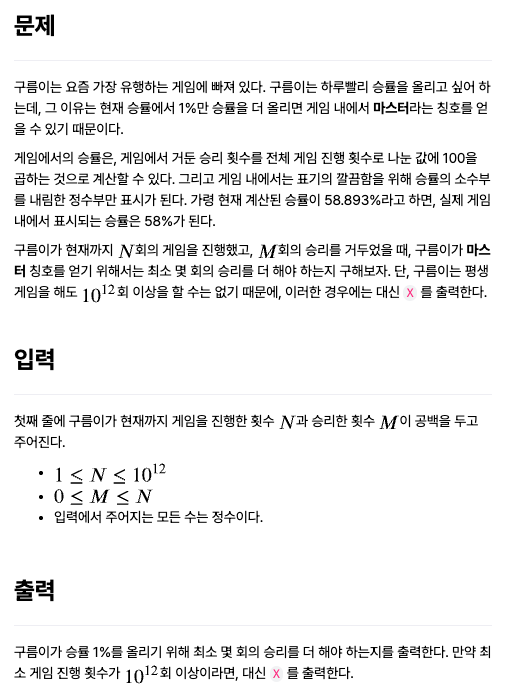 문제
구름이는 요즘 가장 유행하는 게임에 빠져 있다. 구름이는 하루빨리 승률을 올리고 싶어 하
는데, 그 이유는 현재 승률에서 1%만 승률을 더 올리면 게임 내에서 마스터라는 칭호를 얻
을 수 있기 때문이다.
게임에서의 승률은, 게임에서 거둔 승리 횟수를 전체 게임 진행 횟수로 나눈 값에 100을
곱하는 것으로 계산할 수 있다. 그리고 게임 내에서는 표기의 깔끔함을 위해 승률의 소수부
를 내림한 정수부만 표시가 된다. 가령 현재 계산된 승률이 58.893%라고 하면, 실제 게임
내에서 표시되는 승률은 58%가 된다.
구름이가 현재까지 N회의 게임을 진행했고, M회의 승리를 거두었을 때, 구름이가 마스
터 칭호를 얻기 위해서는 최소 몇 회의 승리를 더 해야 하는지 구해보자. 단, 구름이는 평생
게임을 해도 10¹²회 이상을 할 수는 없기 때문에, 이러한 경우에는 대신 X 를 출력한다.
입력
첫째 줄에 구름이가 현재까지 게임을 진행한 횟수 N과 승리한 횟수 M이 공백을 두고
주어진다.
• 1 ≤ N ≤ 10¹²
• 0 ≤ M ≤ N
• 입력에서 주어지는 모든 수는 정수이다.
출력
구름이가 승률 1%를 올리기 위해 최소 몇 회의 승리를 더 해야 하는지를 출력한다. 만약 최
소 게임 진행 횟수가 10¹²회 이상이라면, 대신 X 를 출력한다.